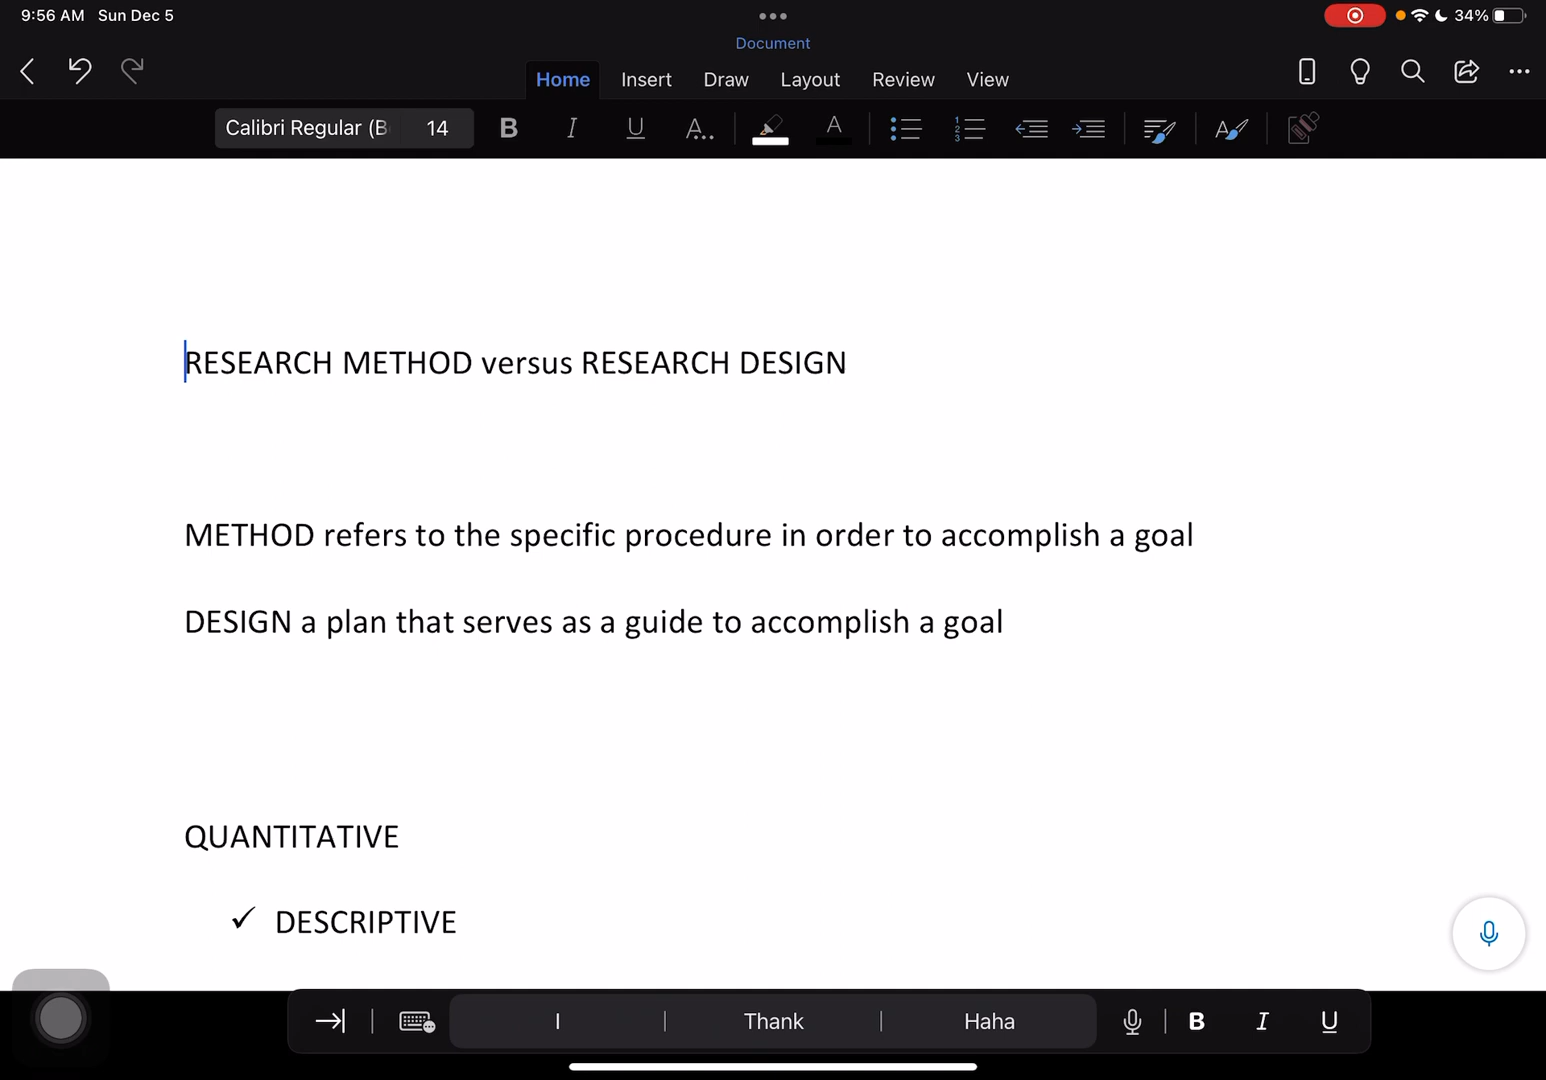 9:56 AM Sun Dec 5
34%
Document
Home Insert Draw Layout Review View
Calibri Regular (B 14 B I U A.. A
RESEARCH METHOD versus RESEARCH DESIGN
METHOD refers to the specific procedure in order to accomplish a goal
DESIGN a plan that serves as a guide to accomplish a goal
QUANTITATIVE
✓ DESCRIPTIVE
I Thank Haha B I U